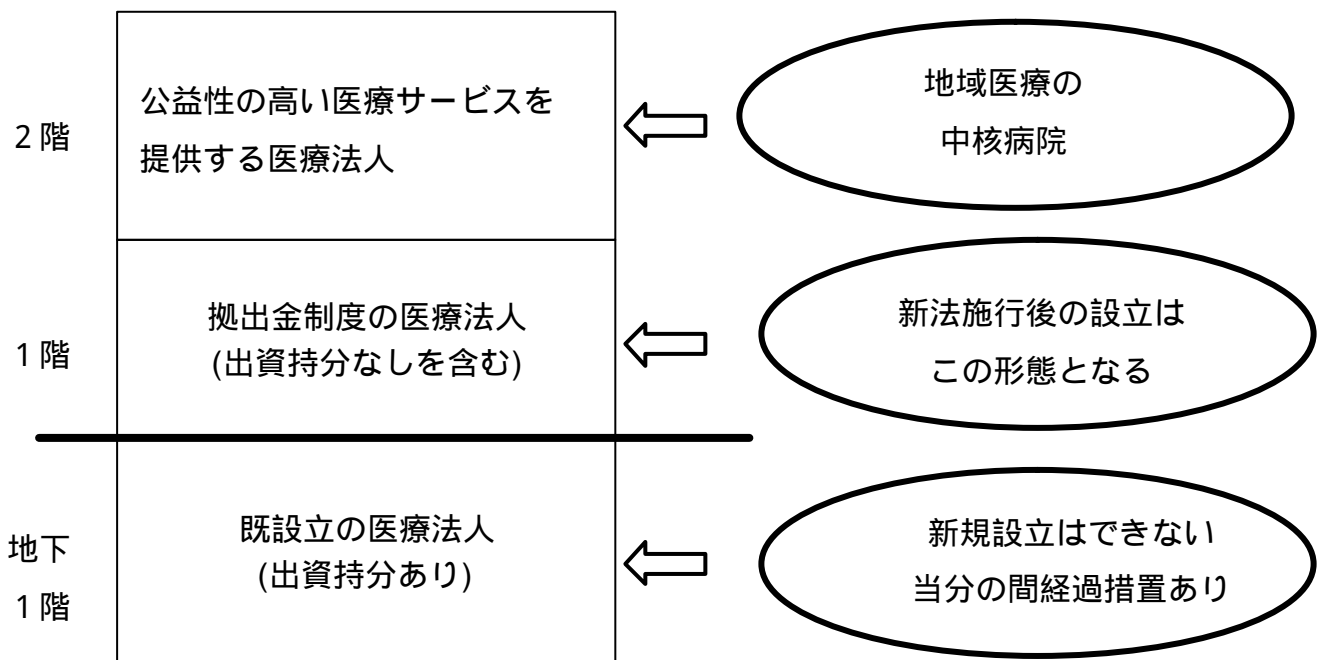 2階
公益性の高い医療サービスを
提供する医療法人
地域医療の
中核病院
1階
拠出金制度の医療法人
(出資持分なしを含む)
新法施行後の設立は
この形態となる
地下
1階
既設立の医療法人
(出資持分あり)
新規設立はできない
当分の間経過措置あり